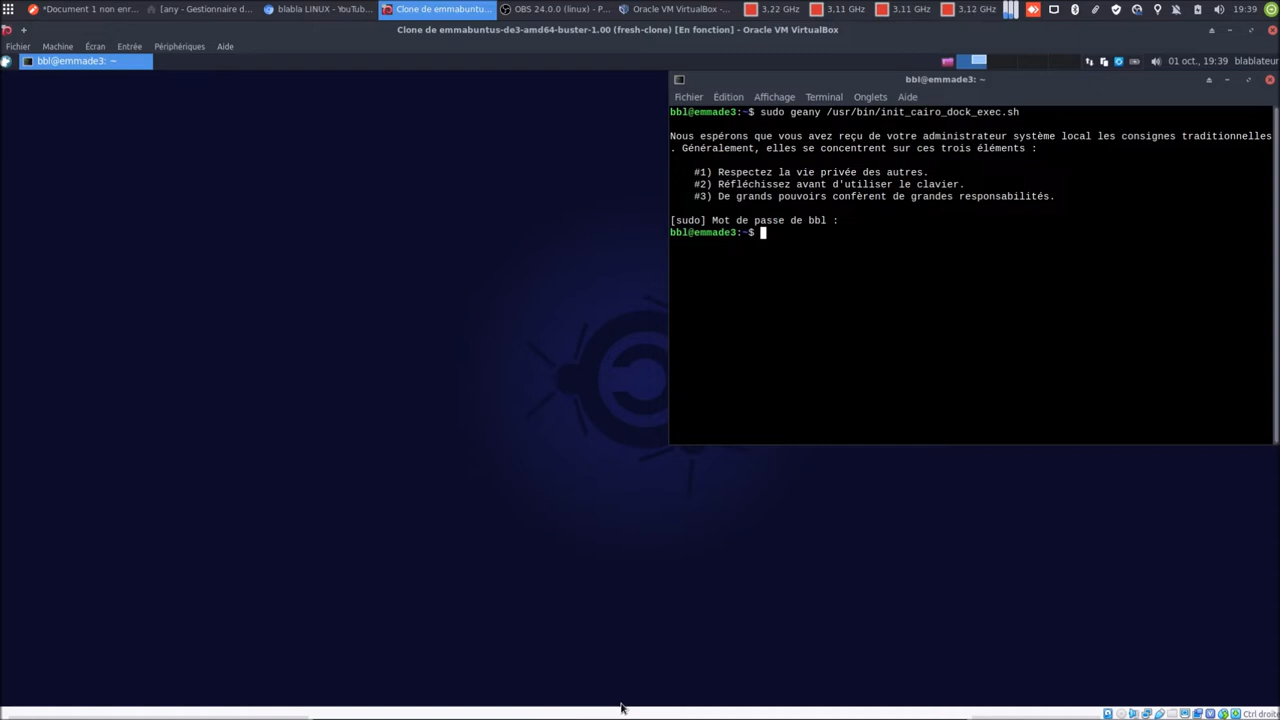 *Document 1 non enr...
[any - Gestionnaire d...
blabla LINUX - YouTub...
Clone de emmabuntu...
OBS 24.0.0 (linux) - P...
Oracle VM VirtualBox -...
3,22 GHz
3,11 GHz
3,11 GHz
3,12 GHz
19:39
Clone de emmabuntus-de3-amd64-buster-1.00 (fresh-clone) [En fonction] - Oracle VM VirtualBox
Fichier Machine Écran Entrée Périphériques Aide
bbl@emmade3: ~
01 oct., 19:39 blablateur
bbl@emmade3: ~
Fichier Édition Affichage Terminal Onglets Aide
bbl@emmade3:~$ sudo geany /usr/bin/init_cairo_dock_exec.sh
Nous espérons que vous avez reçu de votre administrateur système local les consignes traditionnelles
. Généralement, elles se concentrent sur ces trois éléments :
#1) Respectez la vie privée des autres.
#2) Réfléchissez avant d'utiliser le clavier.
#3) De grands pouvoirs confèrent de grandes responsabilités.
[sudo] Mot de passe de bbl :
bbl@emmade3:~$
Ctrl droite